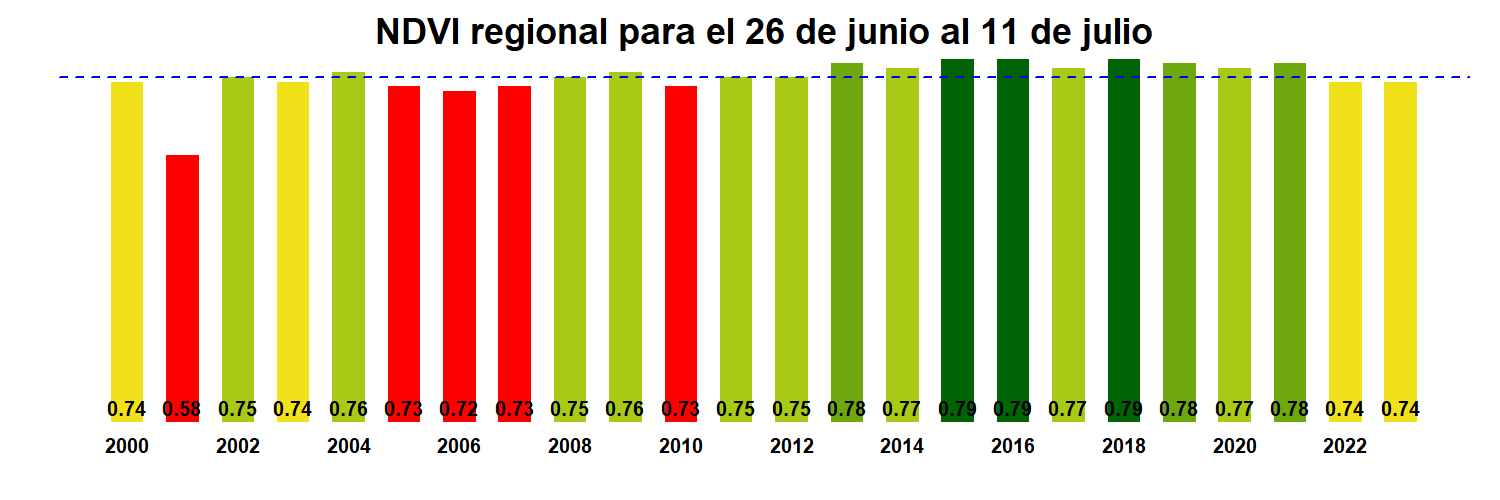 NDVI regional para el 26 de junio al 11 de julio
0.74 0.58 0.75 0.74 0.76 0.73 0.72 0.73 0.75 0.76 0.73 0.75 0.75 0.78 0.77 0.79 0.79 0.77 0.79 0.78 0.77 0.78 0.74 0.74
2000 2002 2004 2006 2008 2010 2012 2014 2016 2018 2020 2022